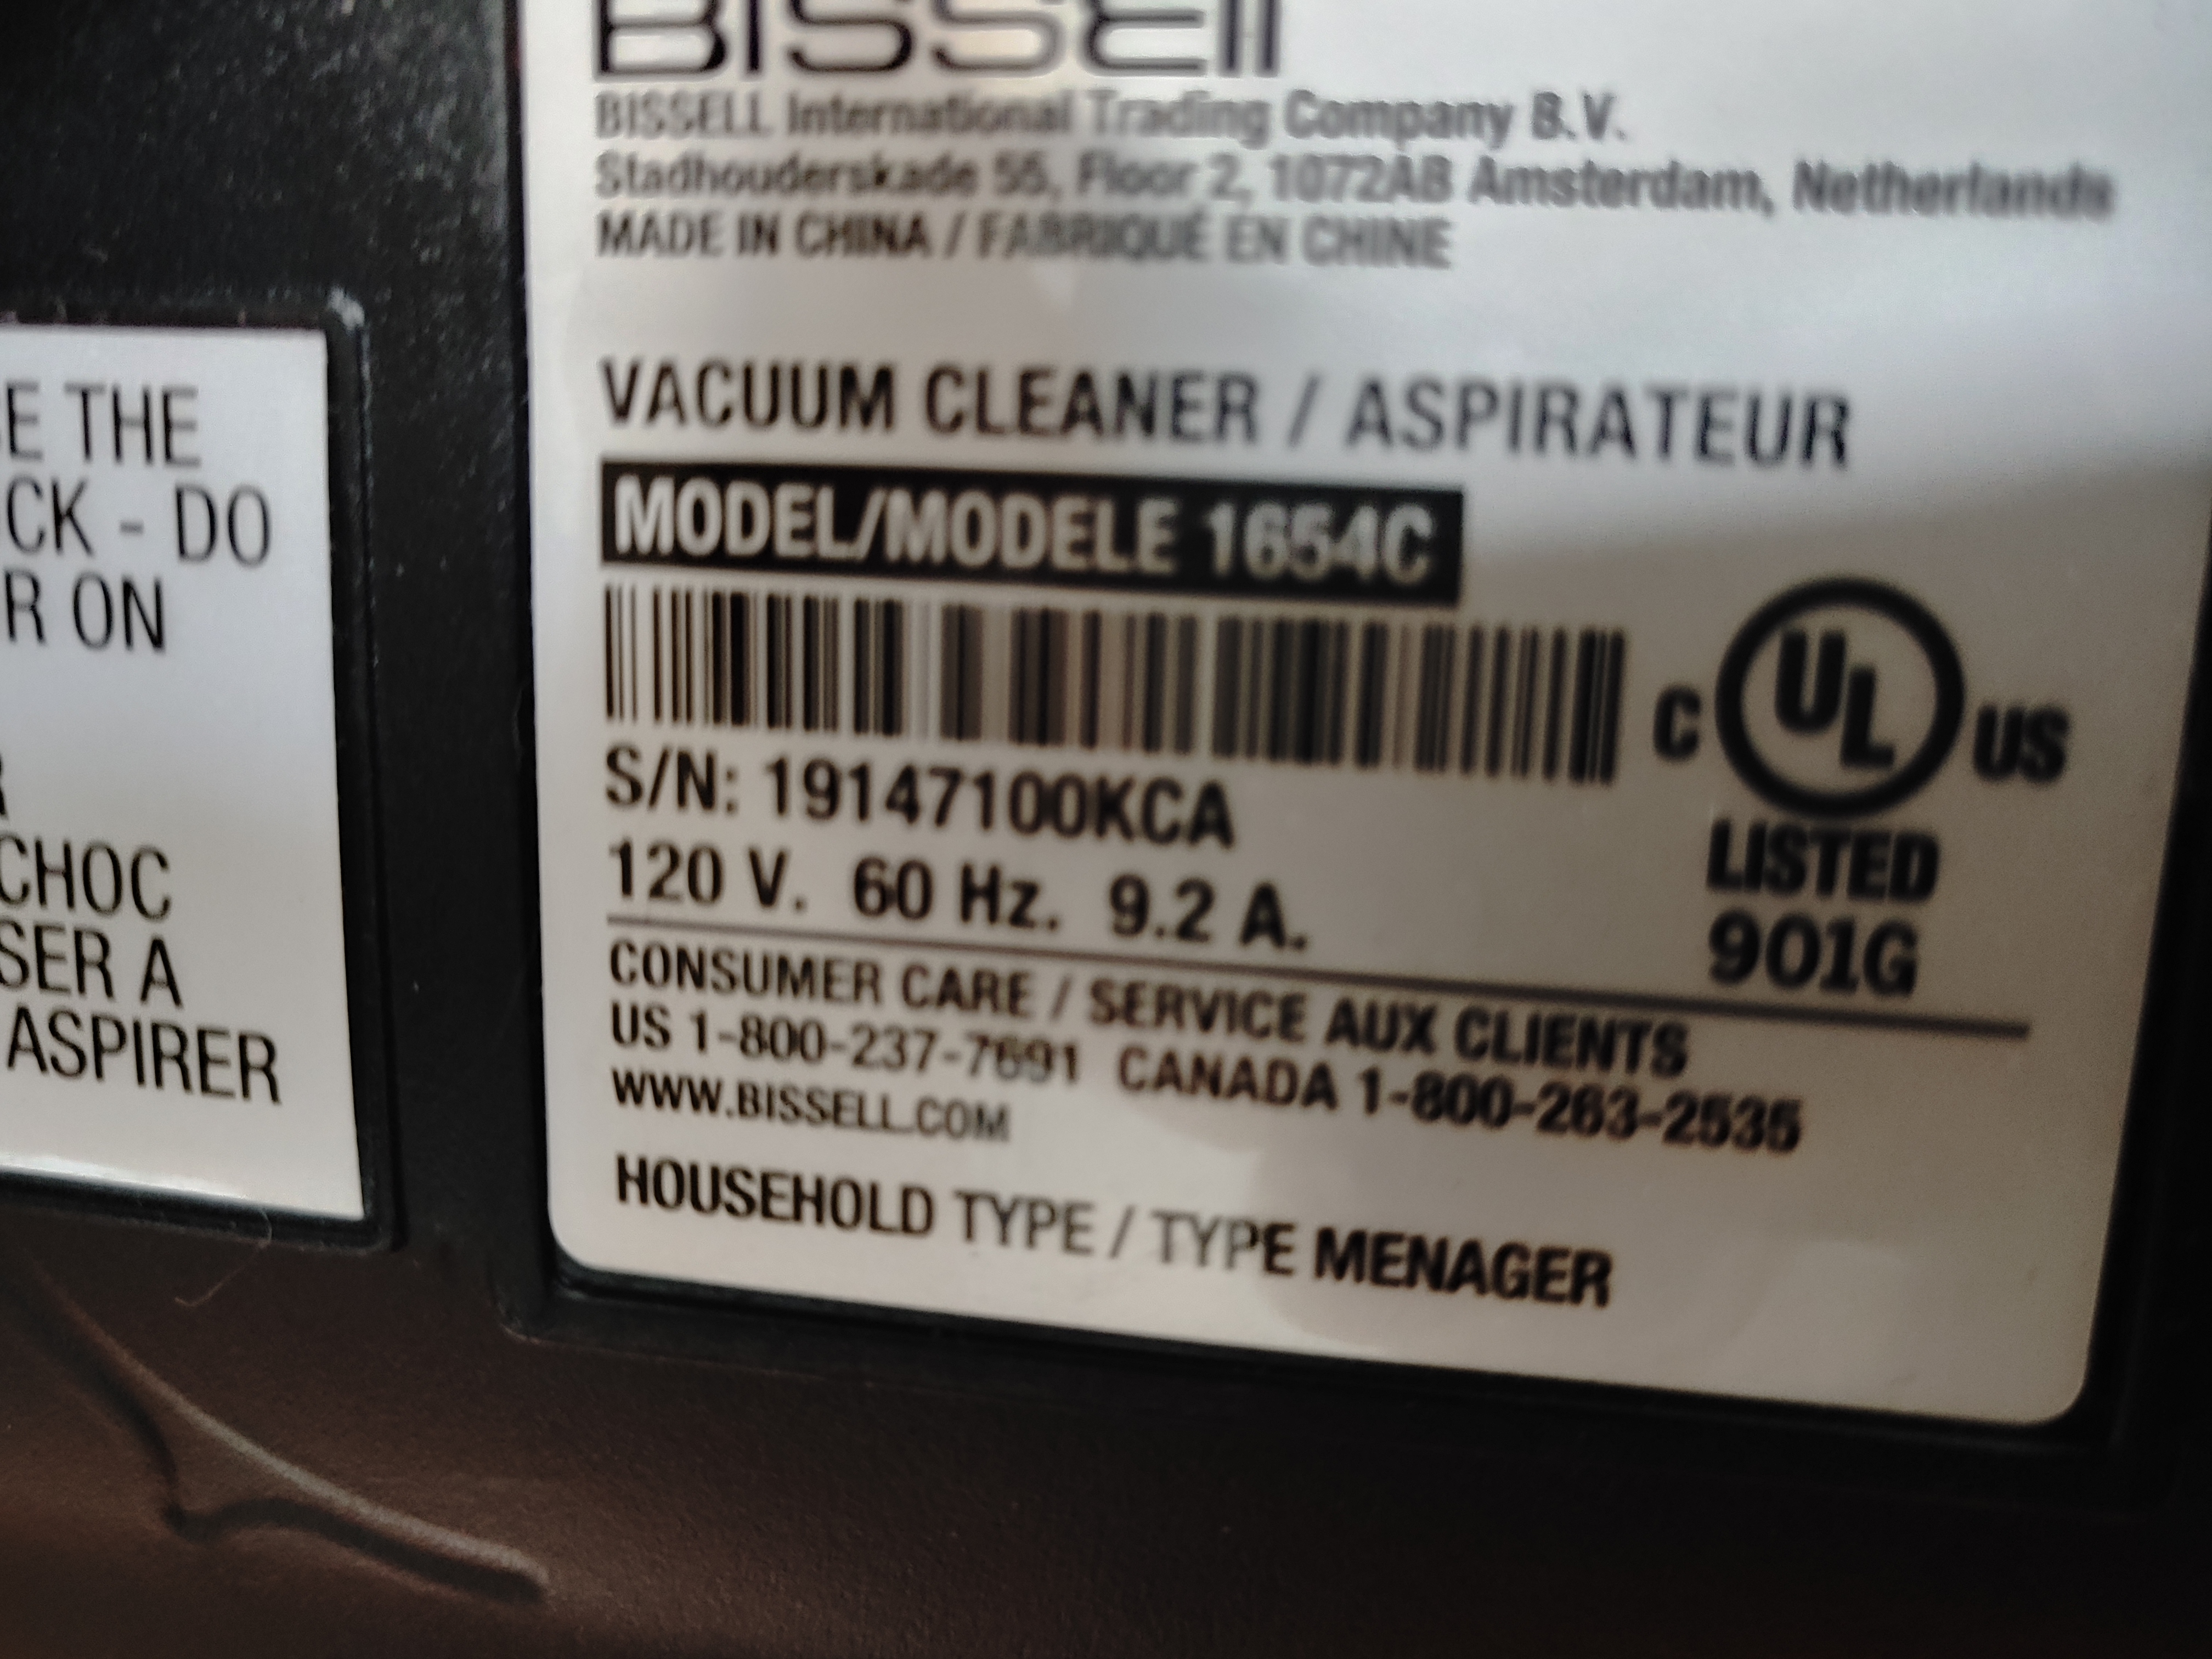 E THE
CK - DO
R ON
R
CHOC
SER A
ASPIRER
BISSELL
BISSELL International Trading Company B.V.
Stadhouderskade 55, Floor 2, 1072AB Amsterdam, Netherlands
MADE IN CHINA / FABRIQUÉ EN CHINE
VACUUM CLEANER / ASPIRATEUR
MODEL/MODELE 1654C
C UL US
LISTED
901G
S/N: 19147100KCA
120 V. 60 Hz. 9.2 A.
CONSUMER CARE / SERVICE AUX CLIENTS
US 1-800-237-7691 CANADA 1-800-263-2535
WWW.BISSELL.COM
HOUSEHOLD TYPE / TYPE MENAGER